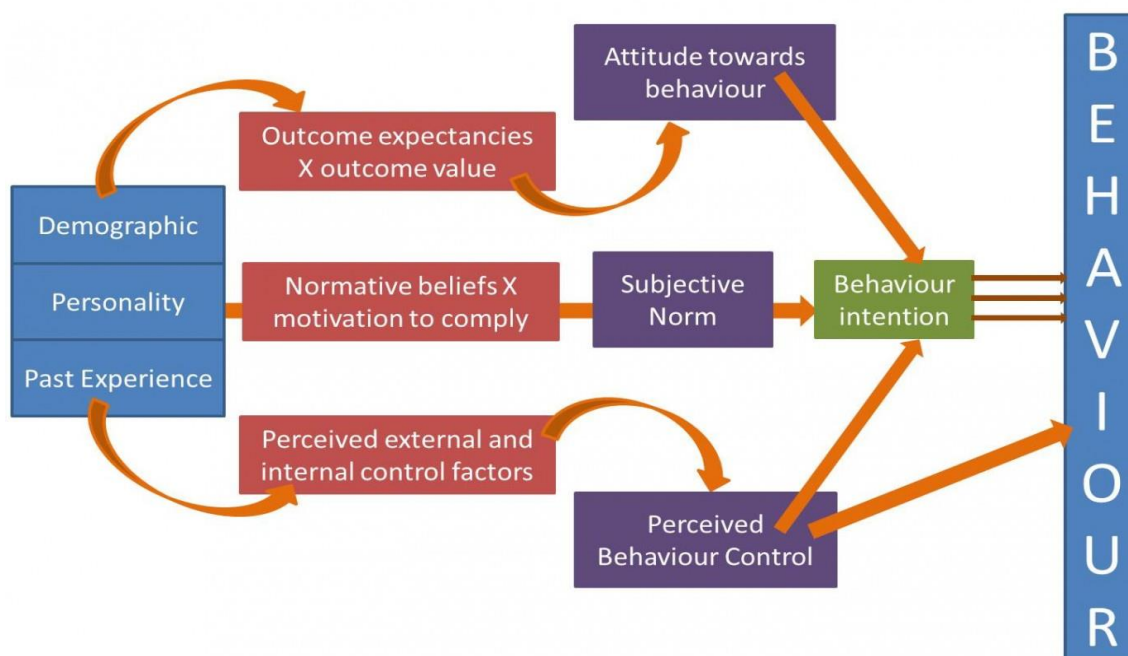 Demographic
Personality
Past Experience
Outcome expectancies
X outcome value
Normative beliefs X
motivation to comply
Perceived external and
internal control factors
Attitude towards
behaviour
Subjective
Norm
Perceived
Behaviour Control
Behaviour
intention
B
E
H
A
V
I
O
U
R